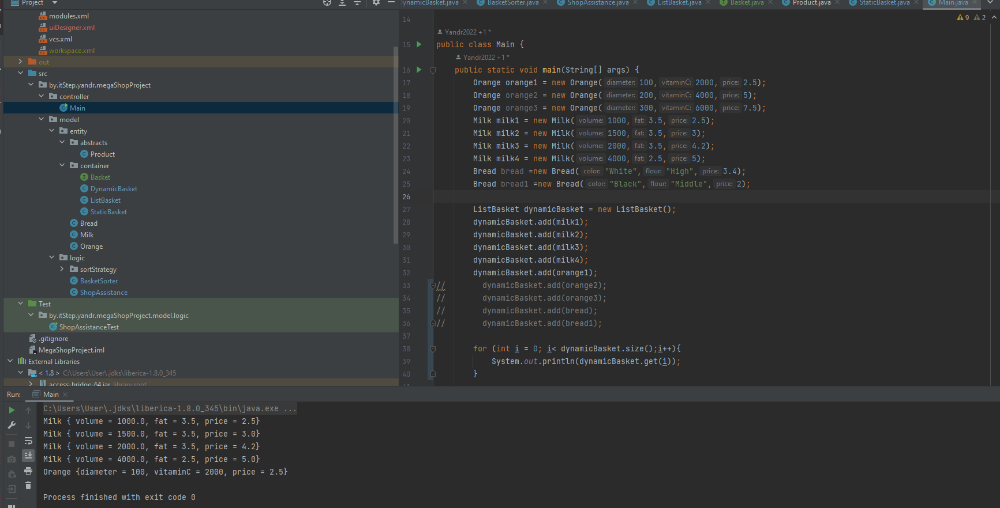 Project
DynamicBasket.java BasketSorter.java ShopAssistance.java ListBasket.java Basket.java Product.java StaticBasket.java Main.java
modules.xml
uiDesigner.xml
vcs.xml
workspace.xml
out
src
by.itStep.yandr.megaShopProject
controller
Main
model
entity
abstracts
Product
container
Basket
DynamicBasket
ListBasket
StaticBasket
Bread
Milk
Orange
logic
sortStrategy
BasketSorter
ShopAssistance
Test
by.itStep.yandr.megaShopProject.model.logic
ShopAssistanceTest
.gitignore
MegaShopProject.iml
External Libraries
< 1.8 > C:\Users\User\.jdks\liberica-1.8.0_345
access-bridge-64.jar library root
9 2
14
Yandr2022 +1 *
15 public class Main {
Yandr2022 +1 *
16 public static void main(String[] args) {
17 Orange orange1 = new Orange( diameter: 100, vitaminC: 2000, price: 2.5);
18 Orange orange2 = new Orange( diameter: 200, vitaminC: 4000, price: 5);
19 Orange orange3 = new Orange( diameter: 300, vitaminC: 6000, price: 7.5);
20 Milk milk1 = new Milk( volume: 1000, fat: 3.5, price: 2.5);
21 Milk milk2 = new Milk( volume: 1500, fat: 3.5, price: 3);
22 Milk milk3 = new Milk( volume: 2000, fat: 3.5, price: 4.2);
23 Milk milk4 = new Milk( volume: 4000, fat: 2.5, price: 5);
24 Bread bread =new Bread( color: "White", flour: "High", price: 3.4);
25 Bread bread1 =new Bread( color: "Black", flour: "Middle", price: 2);
26
27 ListBasket dynamicBasket = new ListBasket();
28 dynamicBasket.add(milk1);
29 dynamicBasket.add(milk2);
30 dynamicBasket.add(milk3);
31 dynamicBasket.add(milk4);
32 dynamicBasket.add(orange1);
33 // dynamicBasket.add(orange2);
34 // dynamicBasket.add(orange3);
35 // dynamicBasket.add(bread);
36 // dynamicBasket.add(bread1);
37
38 for (int i = 0; i< dynamicBasket.size();i++){
39 System.out.println(dynamicBasket.get(i));
40 }
Run: Main
C:\Users\User\.jdks\liberica-1.8.0_345\bin\java.exe ...
Milk { volume = 1000.0, fat = 3.5, price = 2.5}
Milk { volume = 1500.0, fat = 3.5, price = 3.0}
Milk { volume = 2000.0, fat = 3.5, price = 4.2}
Milk { volume = 4000.0, fat = 2.5, price = 5.0}
Orange {diameter = 100, vitaminC = 2000, price = 2.5}
Process finished with exit code 0